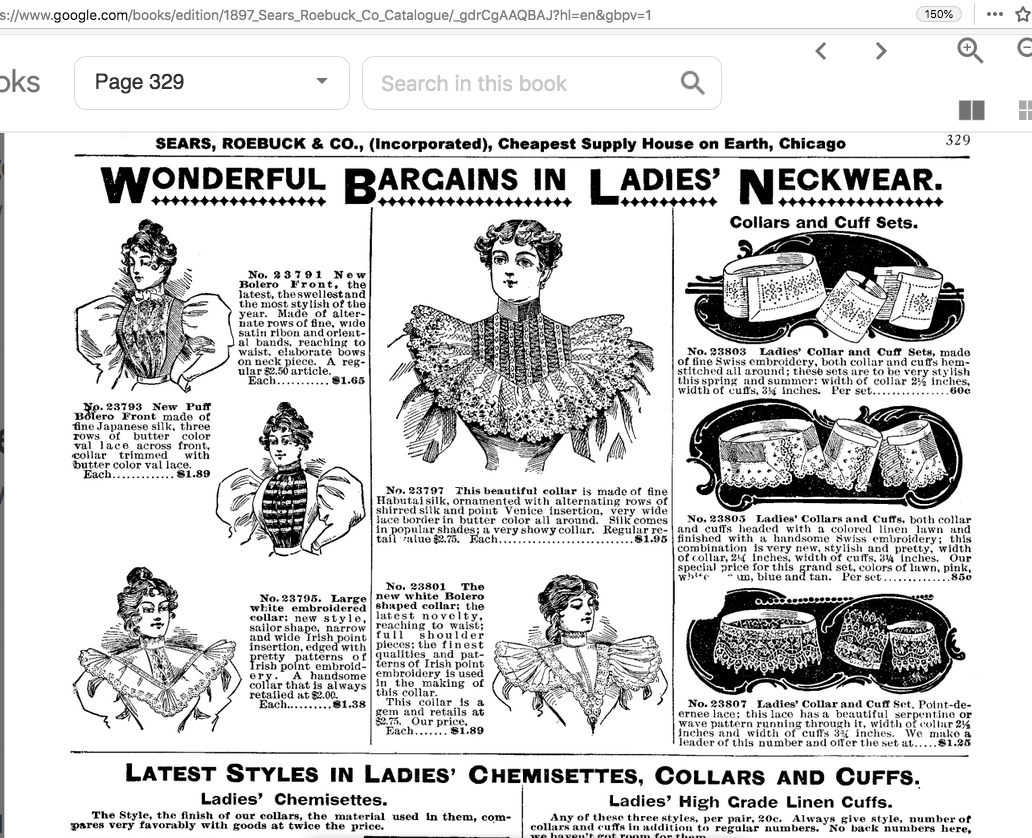 s://www.google.com/books/edition/1897_Sears_Roebuck_Co_Catalogue/_gdrCgAAQBAJ?hl=en&gbpv=1
150%
oks
Page 329
Search in this book
SEARS, ROEBUCK & CO., (Incorporated), Cheapest Supply House on Earth, Chicago
329
WONDERFUL BARGAINS IN LADIES' NECKWEAR.
No. 23791 New
Bolero Front, the
latest, the swellest and
the most stylish of the
year. Made of alter-
nate rows of fine, wide
satin ribon and orient-
al bands, reaching to
waist, elaborate bows
on neck piece. A reg-
ular $2.50 article.
Each.......... $1.65
No. 23793 New Puff
Bolero Front made of
fine Japanese silk, three
rows of butter color
val lace across front,
collar trimmed with
butter color val lace.
Each............ $1.89
No. 23795. Large
white embroidered
collar; new style,
sailor shape, narrow
and wide Irish point
insertion, edged with
pretty patterns of
Irish point embroid-
ery. A handsome
collar that is always
retailed at $2.00.
Each........ $1.38
No. 23797 This beautiful collar is made of fine
Habutai silk, ornamented with alternating rows of
shirred silk and point Venice insertion, very wide
lace border in butter color all around. Silk comes
in popular shades; a very showy collar. Regular re-
tail value $2.75. Each.............................$1.95
No. 23801 The
new white Bolero
shaped collar; the
latest novelty,
reaching to waist;
full shoulder
pieces; the finest
qualities and pat-
terns of Irish point
embroidery is used
in the making of
this collar.
This collar is a
gem and retails at
$2.75. Our price,
Each....... $1.89
Collars and Cuff Sets.
No. 23803 Ladies' Collar and Cuff Sets, made
of fine Swiss embroidery, both collar and cuffs hem-
stitched all around; these sets are to be very stylish
this spring and summer: width of collar 2½ inches,
width of cuffs, 3¼ inches. Per set...............60c
No. 23805 Ladies' Collars and Cuffs, both collar
and cuffs headed with a colored linen lawn and
finished with a handsome Swiss embroidery; this
combination is very new, stylish and pretty, width
of collar, 2¼ inches, width of cuffs, 3¼ inches. Our
special price for this grand set, colors of lawn, pink,
blue and tan. Per set.............85c
No. 23807 Ladies' Collar and Cuff Set, Point-de-
ernee lace; this lace has a beautiful serpentine or
wave pattern running through it, width of collar 2½
inches and width of cuffs 3¾ inches. We make a
leader of this number and offer the set at.....$1.25
LATEST STYLES IN LADIES' CHEMISETTES, COLLARS AND CUFFS.
Ladies' Chemisettes.
The Style, the finish of our collars, the material used in them, com-
pares very favorably with goods at twice the price.
Ladies' High Grade Linen Cuffs.
Any of these three styles, per pair, 20c. Always give style, number of
collars and cuffs in addition to regular numbers. No back numbers here,
we haven't got room for them.